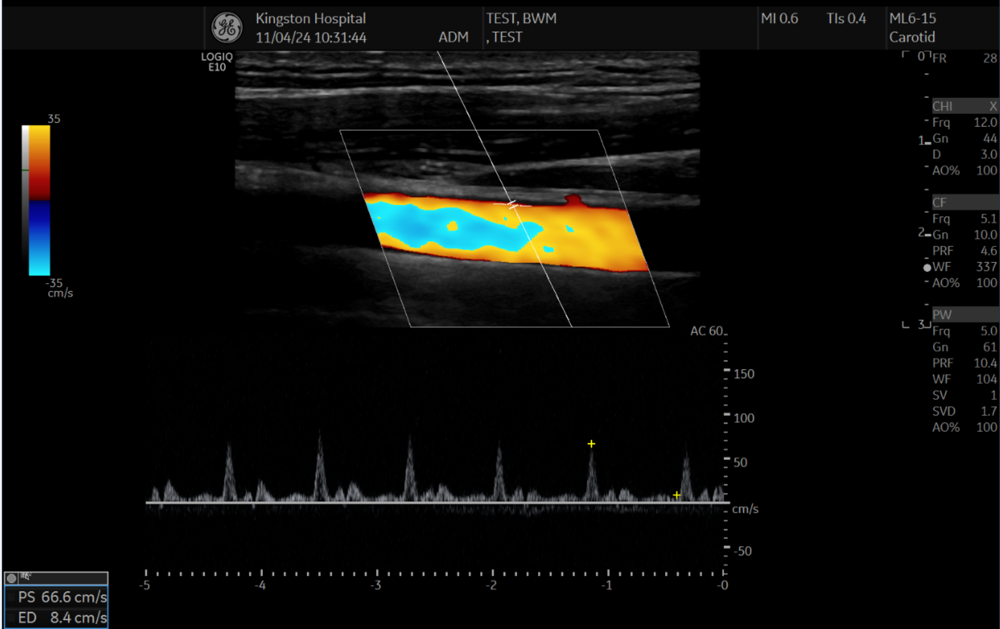 Kingston Hospital
11/04/24 10:31:44 ADM
TEST, BWM
, TEST
MI 0.6 TIs 0.4
ML6-15
Carotid
LOGIQ
E10
35
-35
cm/s
0
1
2
3
FR 28
CHI X
Frq 12.0
Gn 44
D 3.0
AO% 100
CF
Frq 5.1
Gn 10.0
PRF 4.6
WF 337
AO% 100
PW
Frq 5.0
Gn 61
PRF 10.4
WF 104
SV 1
SVD 1.7
AO% 100
AC 60
150
100
50
cm/s
-50
-5 -4 -3 -2 -1 -0
PS 66.6 cm/s
ED 8.4 cm/s